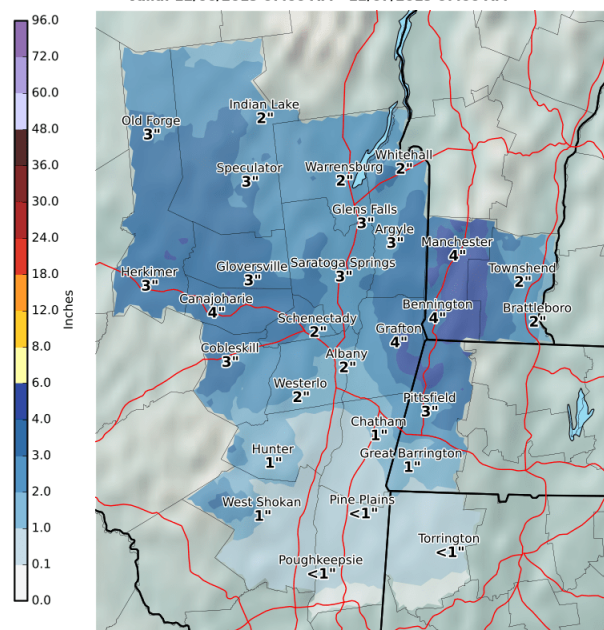 96.0
72.0
60.0
48.0
36.0
30.0
24.0
18.0
12.0
8.0
6.0
4.0
3.0
2.0
1.0
0.1
0.0
Inches
Indian Lake
2"
Old Forge
3"
Whitehall
2"
Speculator
3"
Warrensburg
2"
Glens Falls
3"
Argyle
3"
Manchester
4"
Saratoga Springs
3"
Gloversville
3"
Herkimer
3"
Townshend
2"
Canajoharie
4"
Bennington
4"
Brattleboro
2"
Schenectady
2"
Grafton
4"
Cobleskill
3"
Albany
2"
Westerlo
2"
Pittsfield
3"
Chatham
1"
Hunter
1"
Great Barrington
1"
West Shokan
1"
Pine Plains
<1"
Torrington
<1"
Poughkeepsie
<1"